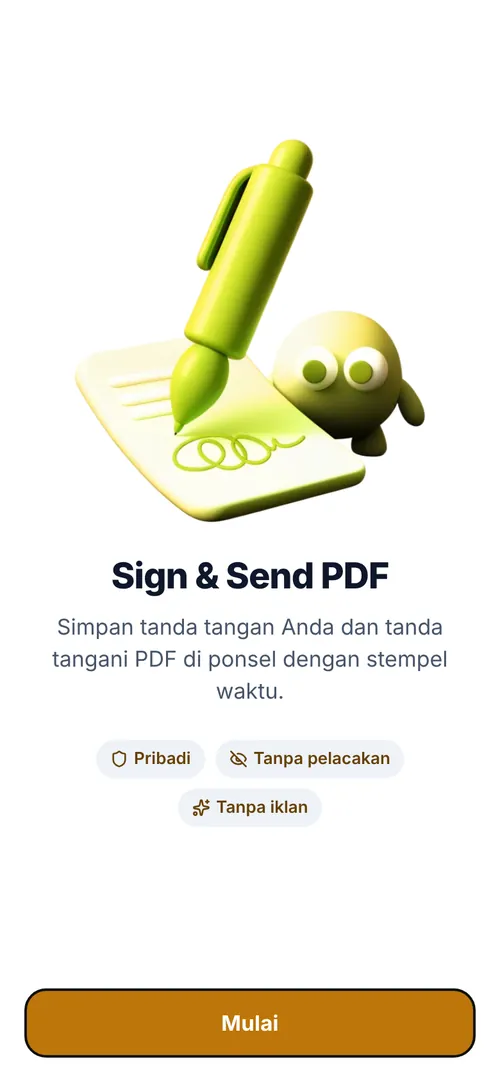 Sign & Send PDF
Simpan tanda tangan Anda dan tanda
tangani PDF di ponsel dengan stempel
waktu.
Pribadi
Tanpa pelacakan
Tanpa iklan
Mulai